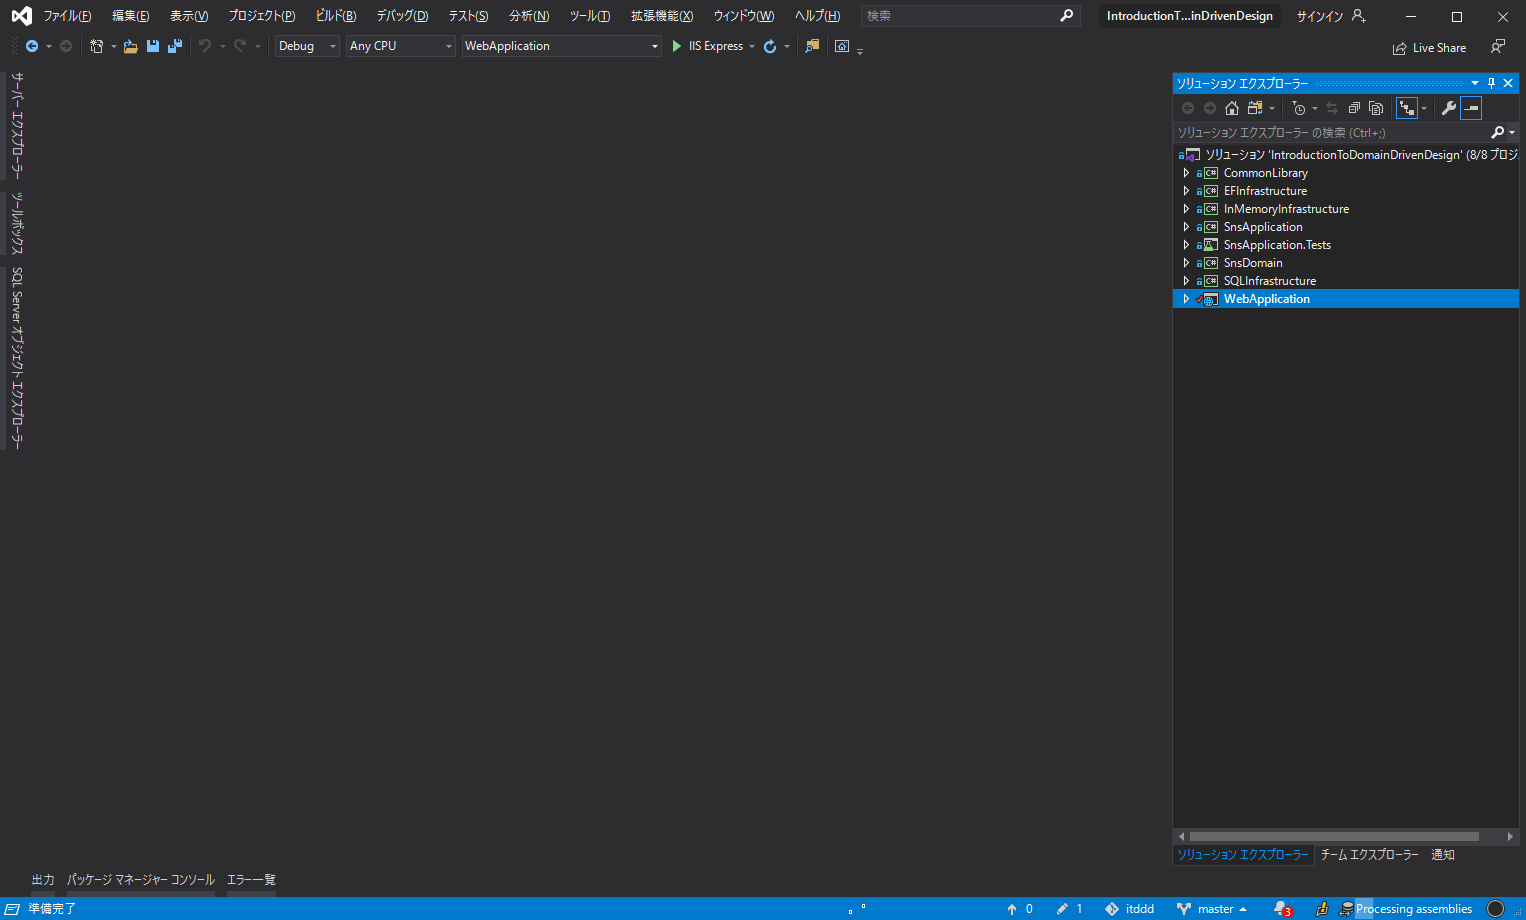 ファイル(F) 編集(E) 表示(V) プロジェクト(P) ビルド(B) デバッグ(D) テスト(S) 分析(N) ツール(T) 拡張機能(X) ウィンドウ(W) ヘルプ(H) 検索 IntroductionT...inDrivenDesign サインイン
Debug Any CPU WebApplication IIS Express Live Share
サーバー エクスプローラー
ツールボックス
SQL Server オブジェクト エクスプローラー
ソリューション エクスプローラー
ソリューション エクスプローラー の検索 (Ctrl+;)
ソリューション 'IntroductionToDomainDrivenDesign' (8/8 プロジ
C# CommonLibrary
C# EFInfrastructure
C# InMemoryInfrastructure
C# SnsApplication
SnsApplication.Tests
C# SnsDomain
C# SQLInfrastructure
WebApplication
ソリューション エクスプローラー チーム エクスプローラー 通知
出力 パッケージ マネージャー コンソール エラー一覧
準備完了 0 1 itddd master 3 Processing assemblies